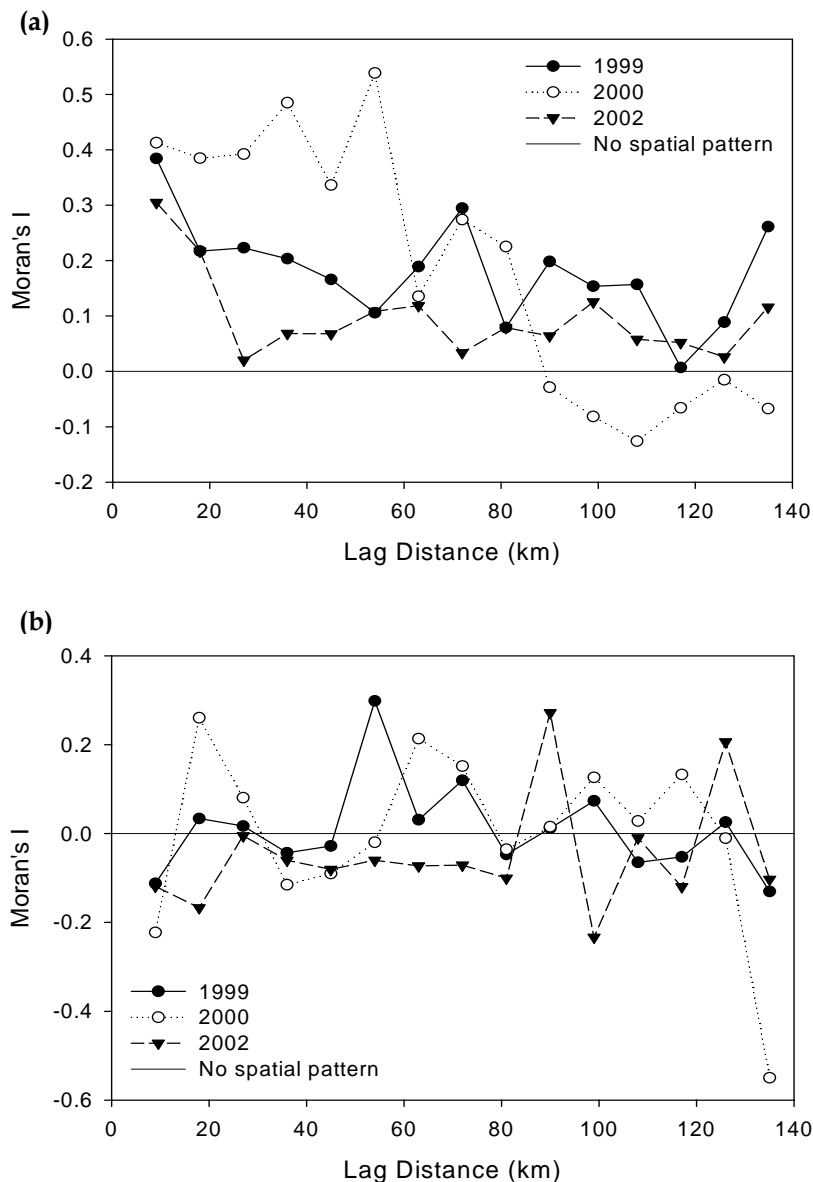 (a)
0.6
0.5
0.4
0.3
0.2
0.1
0.0
-0.1
-0.2
Moran's I
1999
2000
2002
No spatial pattern
0 20 40 60 80 100 120 140
Lag Distance (km)
(b)
0.4
0.2
0.0
-0.2
-0.4
-0.6
Moran's I
1999
2000
2002
No spatial pattern
0 20 40 60 80 100 120 140
Lag Distance (km)